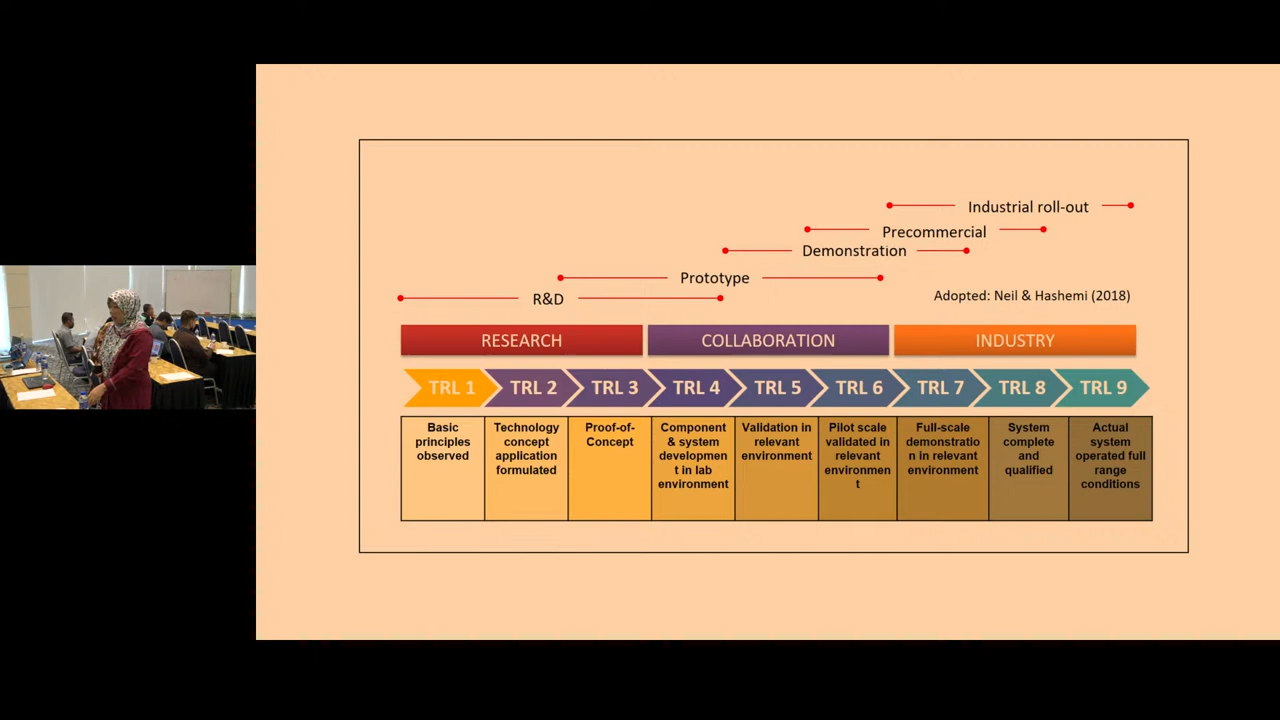 Industrial roll-out
Precommercial
Demonstration
Prototype
R&D
Adopted: Neil & Hashemi (2018)
RESEARCH
COLLABORATION
INDUSTRY
TRL 1
TRL 2
TRL 3
TRL 4
TRL 5
TRL 6
TRL 7
TRL 8
TRL 9
Basic
principles
observed
Technology
concept
application
formulated
Proof-of-
Concept
Component
& system
developmen
t in lab
environment
Validation in
relevant
environment
Pilot scale
validated in
relevant
environmen
t
Full-scale
demonstratio
n in relevant
environment
System
complete
and
qualified
Actual
system
operated full
range
conditions